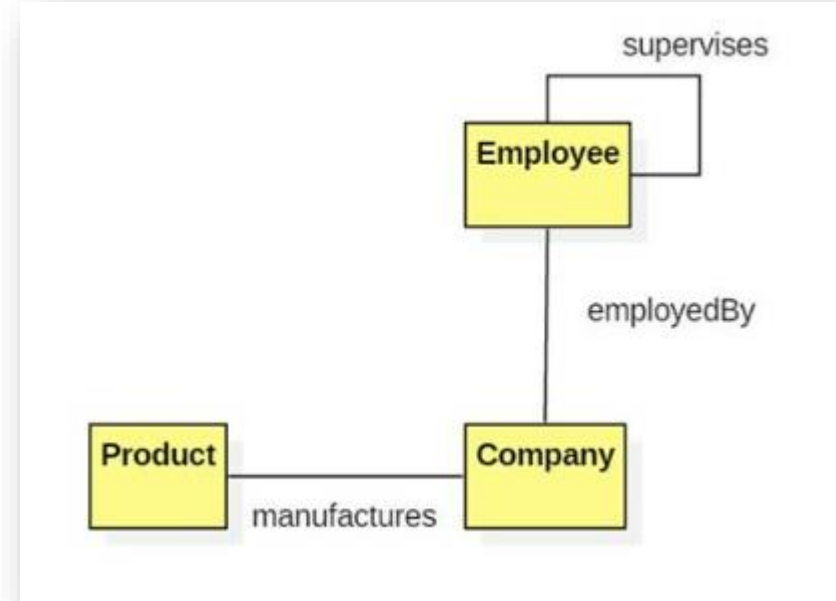 supervises
Employee
employedBy
Product
Company
manufactures